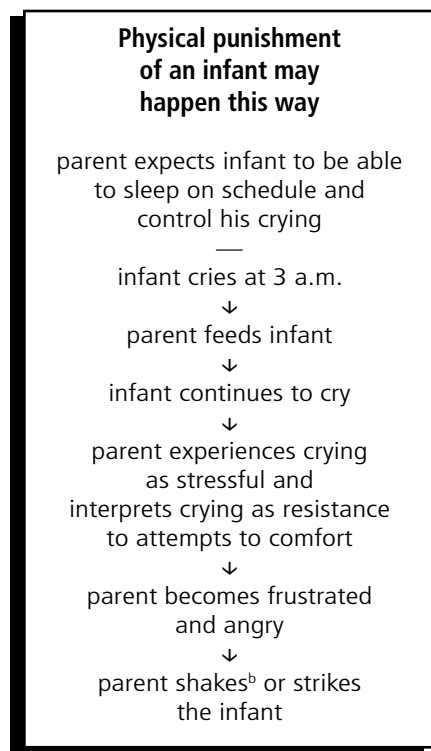 Physical punishment
of an infant may
happen this way
parent expects infant to be able
to sleep on schedule and
control his crying
—
infant cries at 3 a.m.
↓
parent feeds infant
↓
infant continues to cry
↓
parent experiences crying
as stressful and
interprets crying as resistance
to attempts to comfort
↓
parent becomes frustrated
and angry
↓
parent shakesᵇ or strikes
the infant